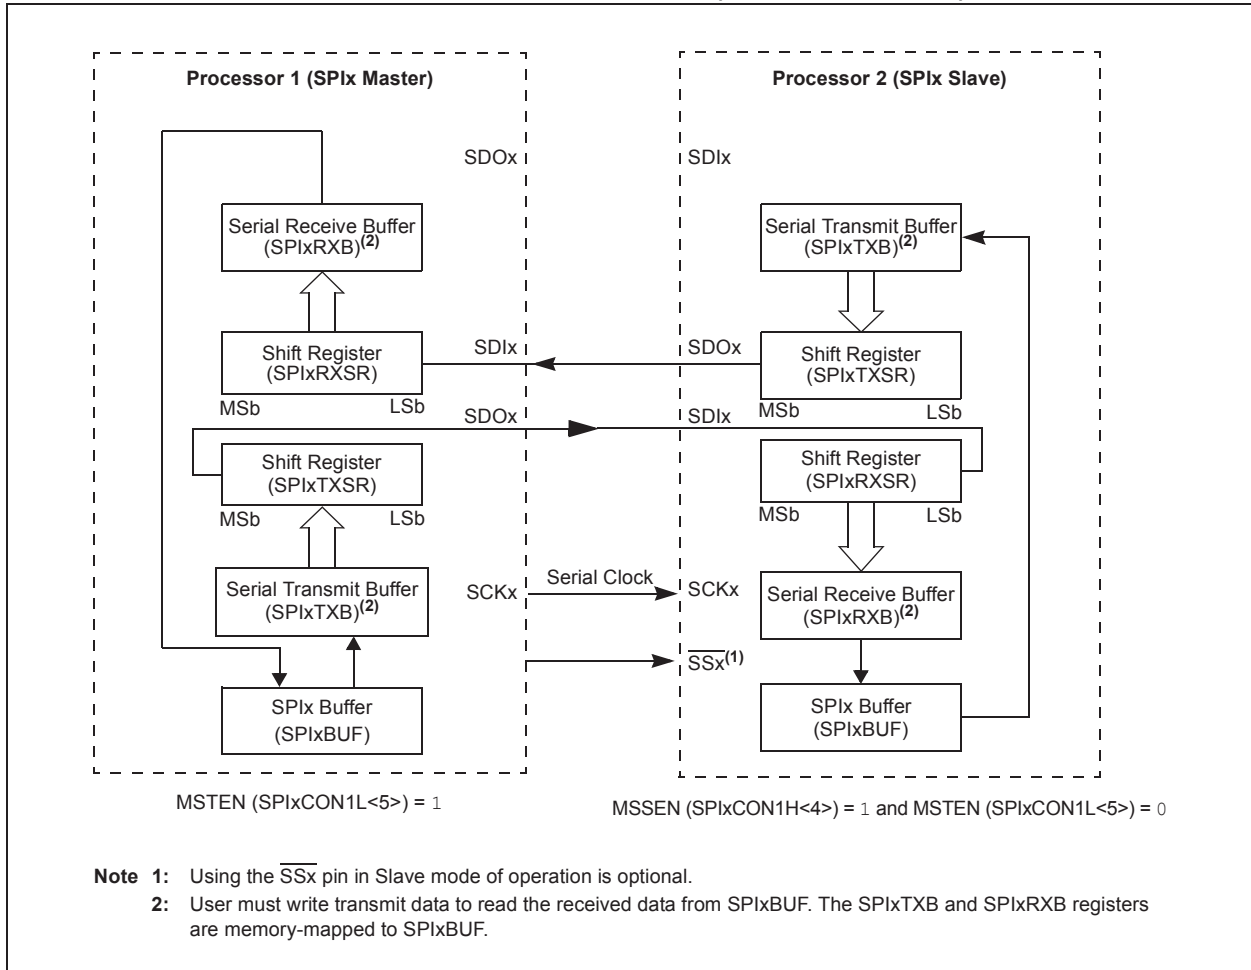 Processor 1 (SPIx Master)
Processor 2 (SPIx Slave)
SDOx
SDIx
Serial Receive Buffer
(SPIxRXB)(2)
Serial Transmit Buffer
(SPIxTXB)(2)
Shift Register
(SPIxRXSR)
SDIx
SDOx
Shift Register
(SPIxTXSR)
MSb
LSb
MSb
LSb
SDOx
SDIx
Shift Register
(SPIxTXSR)
Shift Register
(SPIxRXSR)
MSb
LSb
MSb
LSb
Serial Transmit Buffer
(SPIxTXB)(2)
SCKx
Serial Clock
SCKx
Serial Receive Buffer
(SPIxRXB)(2)
SSx(1)
SPIx Buffer
(SPIxBUF)
SPIx Buffer
(SPIxBUF)
MSTEN (SPIxCON1L<5>) = 1
MSSEN (SPIxCON1H<4>) = 1 and MSTEN (SPIxCON1L<5>) = 0
Note 1: Using the SSx pin in Slave mode of operation is optional.
2: User must write transmit data to read the received data from SPIxBUF. The SPIxTXB and SPIxRXB registers
are memory-mapped to SPIxBUF.